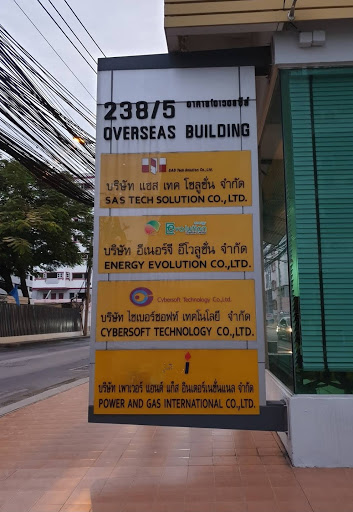 238/5 อาคารโอเวอซีส์
OVERSEAS BUILDING
SAS Tech Solution Co.,Ltd.
บริษัท แซส เทค โซลูชั่น จำกัด
SAS TECH SOLUTION CO.,LTD.
บริษัท อีเนอร์จี อีโวลูชั่น จำกัด
ENERGY EVOLUTION CO.,LTD.
Cybersoft Technology Co.,Ltd.
บริษัท ไซเบอร์ซอฟท์ เทคโนโลยี จำกัด
CYBERSOFT TECHNOLOGY CO.,LTD.
บริษัท เพาเวอร์ แอนด์ แก๊ส อินเตอร์เนชั่นแนล จำกัด
POWER AND GAS INTERNATIONAL CO.,LTD.